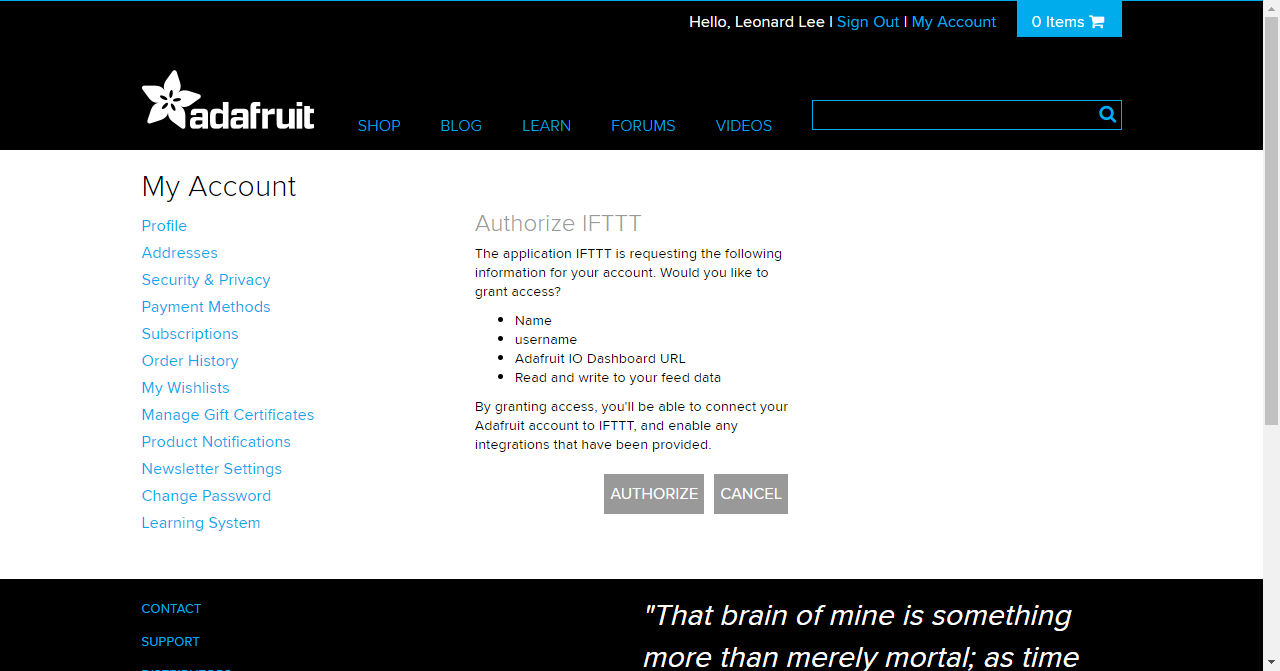 Hello, Leonard Lee | Sign Out | My Account
0 Items
adafruit
SHOP
BLOG
LEARN
FORUMS
VIDEOS
My Account
Profile
Addresses
Security & Privacy
Payment Methods
Subscriptions
Order History
My Wishlists
Manage Gift Certificates
Product Notifications
Newsletter Settings
Change Password
Learning System
Authorize IFTTT
The application IFTTT is requesting the following
information for your account. Would you like to
grant access?
• Name
• username
• Adafruit IO Dashboard URL
• Read and write to your feed data
By granting access, you'll be able to connect your
Adafruit account to IFTTT, and enable any
integrations that have been provided.
AUTHORIZE
CANCEL
CONTACT
SUPPORT
DISTRIBUTORS
"That brain of mine is something
more than merely mortal; as time